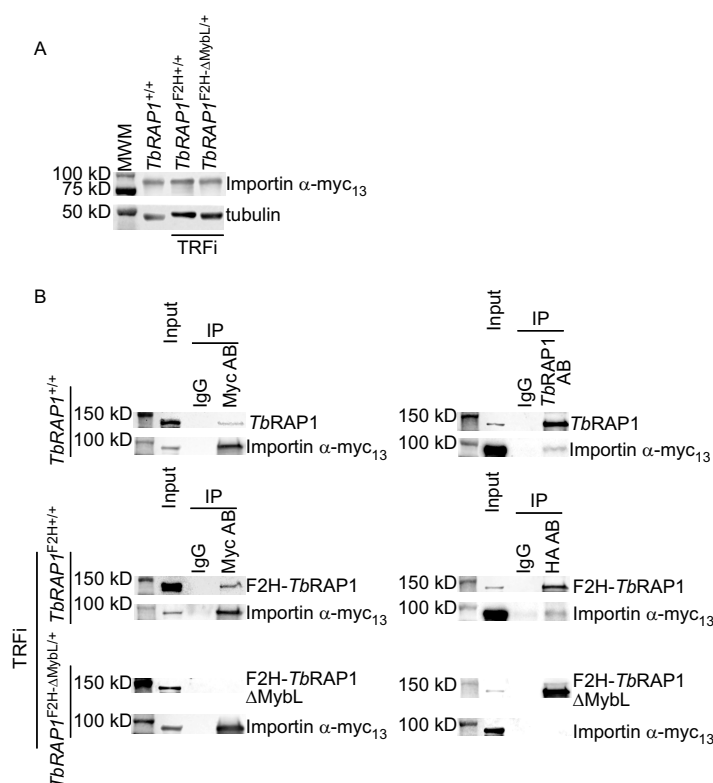 A
MWM
TbRAP1+/+
TbRAP1F2H+/+
TbRAP1F2H-ΔMybL/+
100 kD
75 kD
Importin α-myc13
50 kD
tubulin
TRFi
B
Input
IP
IgG
Myc AB
TbRAP1+/+
150 kD
TbRAP1
100 kD
Importin α-myc13
Input
IP
IgG
TbRAP1
AB
150 kD
TbRAP1
100 kD
Importin α-myc13
TRFi
Input
IP
IgG
Myc AB
TbRAP1F2H+/+
150 kD
F2H-TbRAP1
100 kD
Importin α-myc13
Input
IP
IgG
HA AB
150 kD
F2H-TbRAP1
100 kD
Importin α-myc13
TbRAP1F2H-ΔMybL/+
150 kD
F2H-TbRAP1
ΔMybL
100 kD
Importin α-myc13
150 kD
F2H-TbRAP1
ΔMybL
100 kD
Importin α-myc13